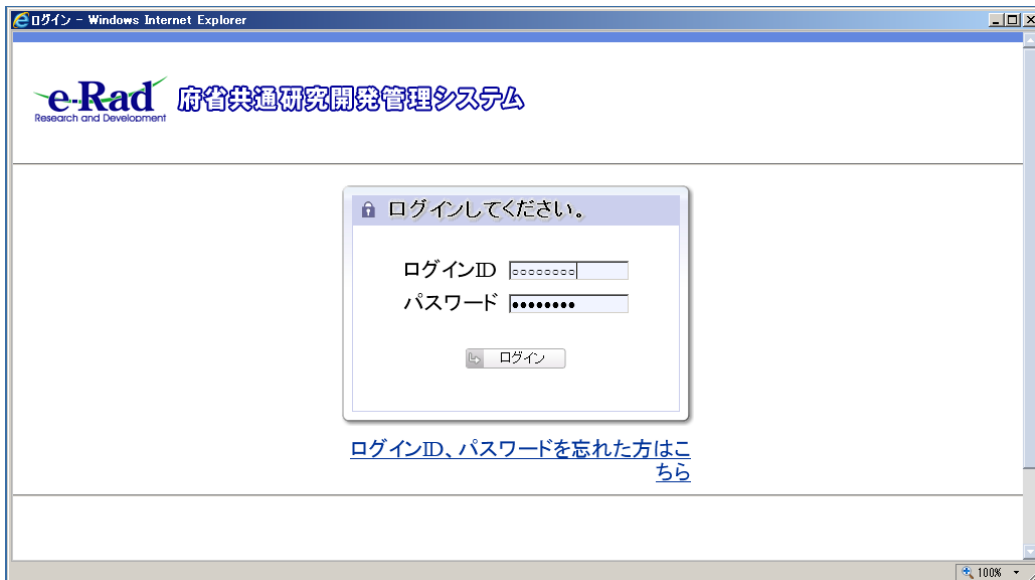 ログイン - Windows Internet Explorer
e-Rad 府省共通研究開発管理システム
Research and Development
ログインしてください。
ログインID ○○○○○○○○
パスワード ●●●●●●●●
ログイン
ログインID、パスワードを忘れた方はこ
ちら
100%